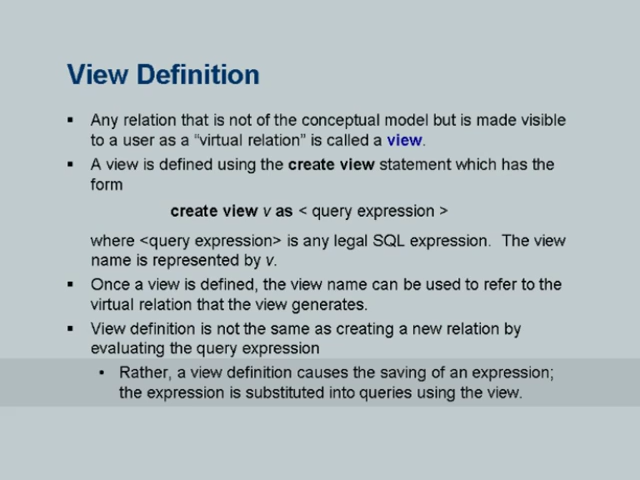 View Definition
▪ Any relation that is not of the conceptual model but is made visible
to a user as a “virtual relation” is called a view.
▪ A view is defined using the create view statement which has the
form
create view v as < query expression >
where <query expression> is any legal SQL expression.  The view
name is represented by v.
▪ Once a view is defined, the view name can be used to refer to the
virtual relation that the view generates.
▪ View definition is not the same as creating a new relation by
evaluating the query expression
• Rather, a view definition causes the saving of an expression;
the expression is substituted into queries using the view.